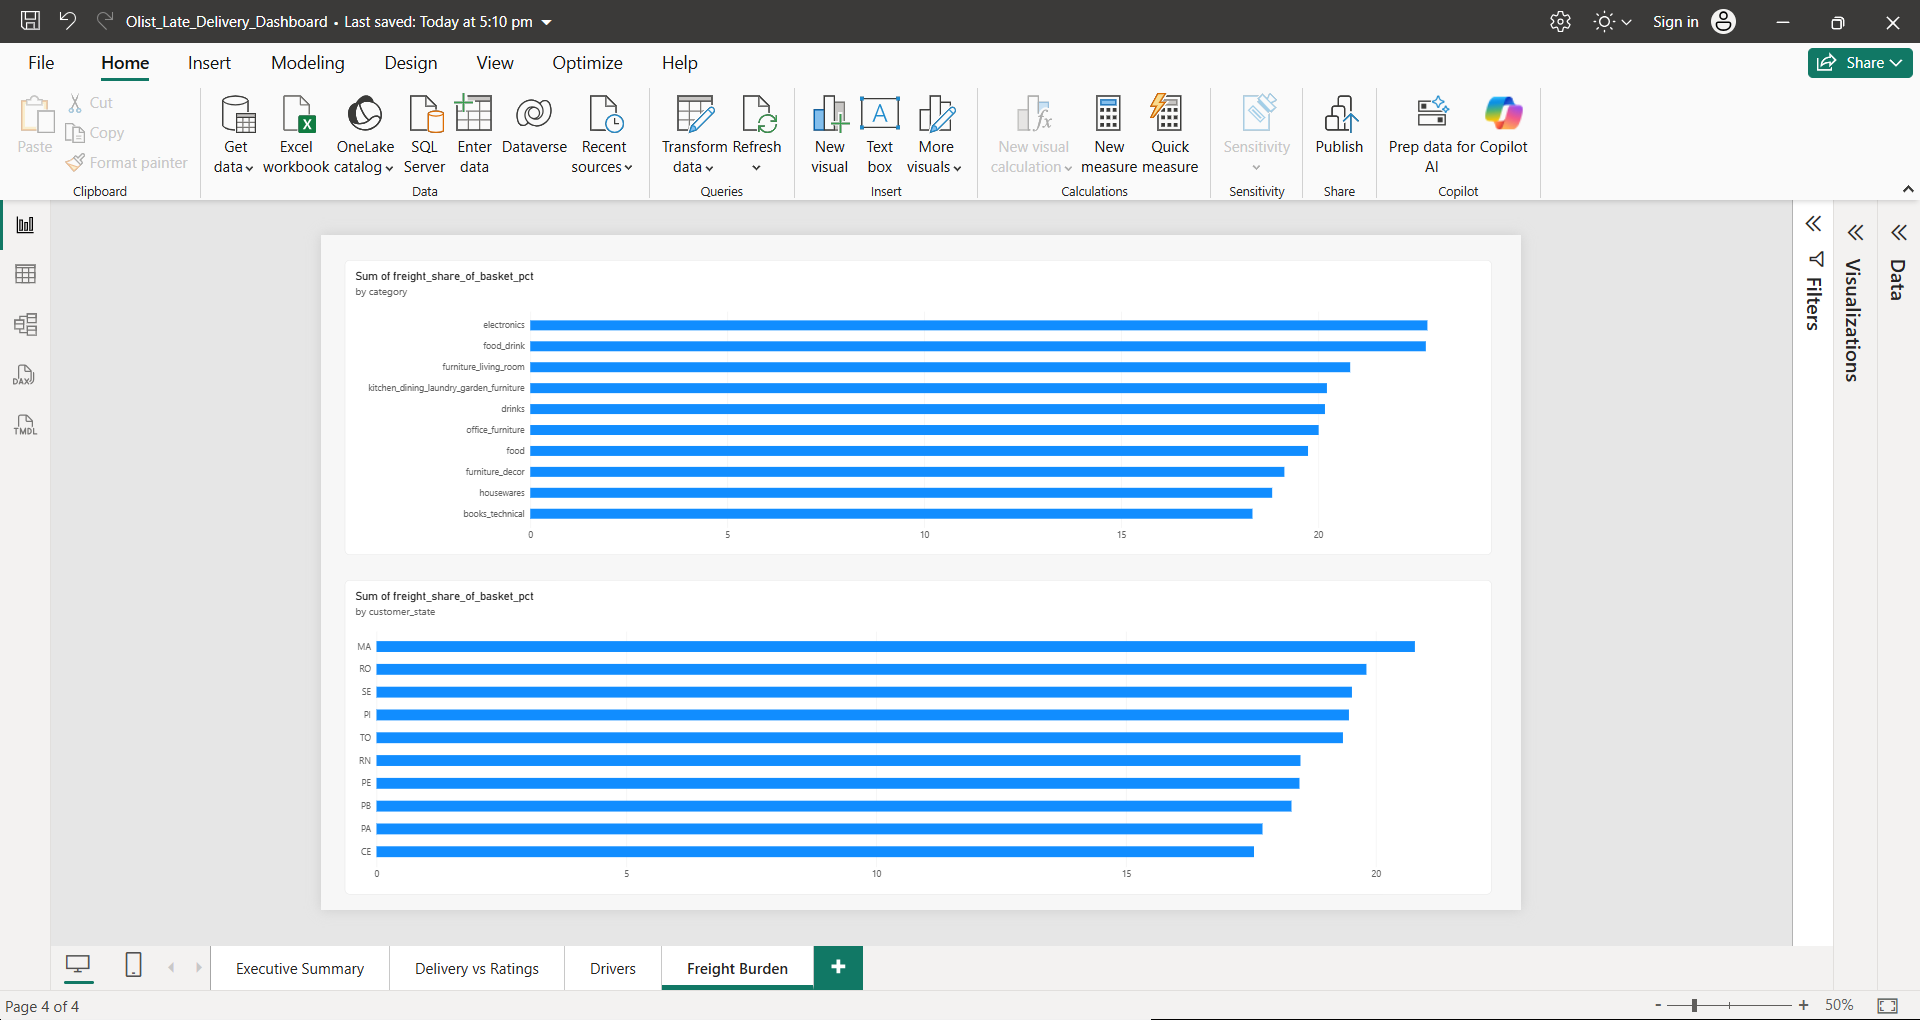 Olist_Late_Delivery_Dashboard • Last saved: Today at 5:10 pm
Sign in
File
Home
Insert
Modeling
Design
View
Optimize
Help
Share
Paste
Cut
Copy
Format painter
Clipboard
Get data
Excel workbook
OneLake catalog
SQL Server
Enter data
Dataverse
Recent sources
Data
Transform data
Refresh
Queries
New visual
Text box
More visuals
Insert
New visual calculation
New measure
Quick measure
Calculations
Sensitivity
Sensitivity
Publish
Share
Prep data for AI
Copilot
Copilot
DAX
TMDL
Sum of freight_share_of_basket_pct
by category
electronics
food_drink
furniture_living_room
kitchen_dining_laundry_garden_furniture
drinks
office_furniture
food
furniture_decor
housewares
books_technical
0 5 10 15 20
Sum of freight_share_of_basket_pct
by customer_state
MA
RO
SE
PI
TO
RN
PE
PB
PA
CE
0 5 10 15 20
Filters
Visualizations
Data
Executive Summary
Delivery vs Ratings
Drivers
Freight Burden
Page 4 of 4
- + 50%